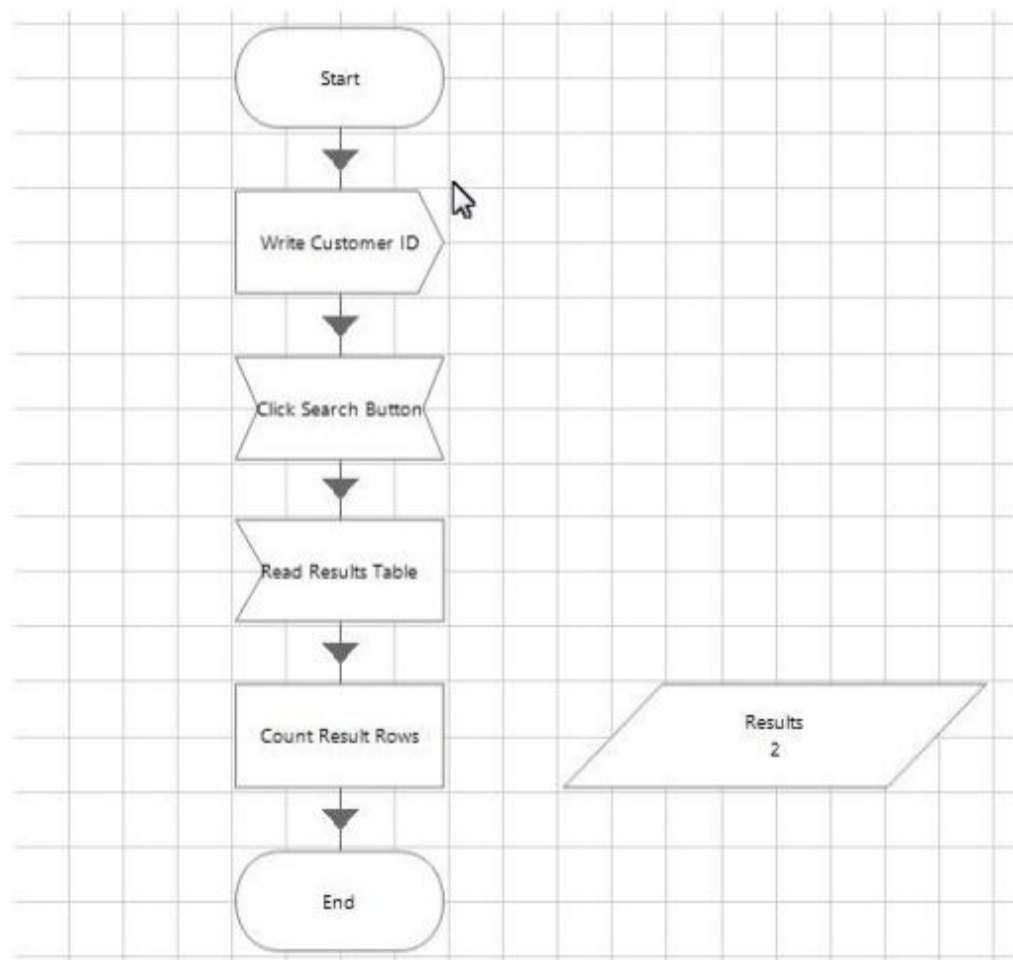 Start
Write Customer ID
Click Search Button
Read Results Table
Count Result Rows
Results
2
End